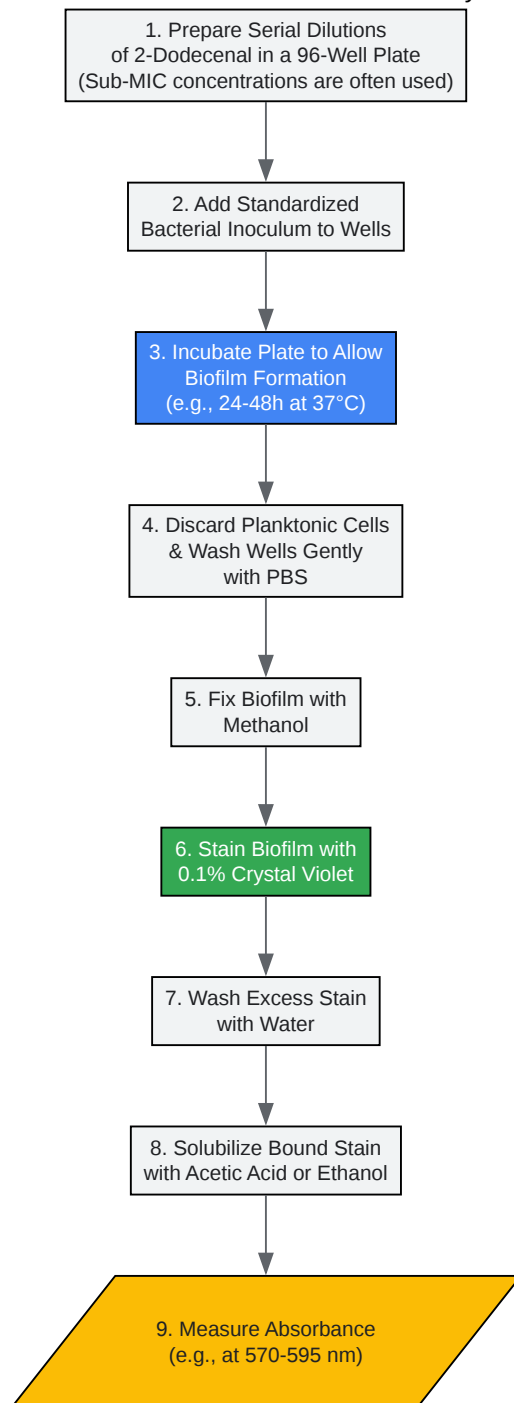 1. Prepare Serial Dilutions
of 2-Dodecenal in a 96-Well Plate
(Sub-MIC concentrations are often used)
2. Add Standardized
Bacterial Inoculum to Wells
3. Incubate Plate to Allow
Biofilm Formation
(e.g., 24-48h at 37°C)
4. Discard Planktonic Cells
& Wash Wells Gently
with PBS
5. Fix Biofilm with
Methanol
6. Stain Biofilm with
0.1% Crystal Violet
7. Wash Excess Stain
with Water
8. Solubilize Bound Stain
with Acetic Acid or Ethanol
9. Measure Absorbance
(e.g., at 570-595 nm)